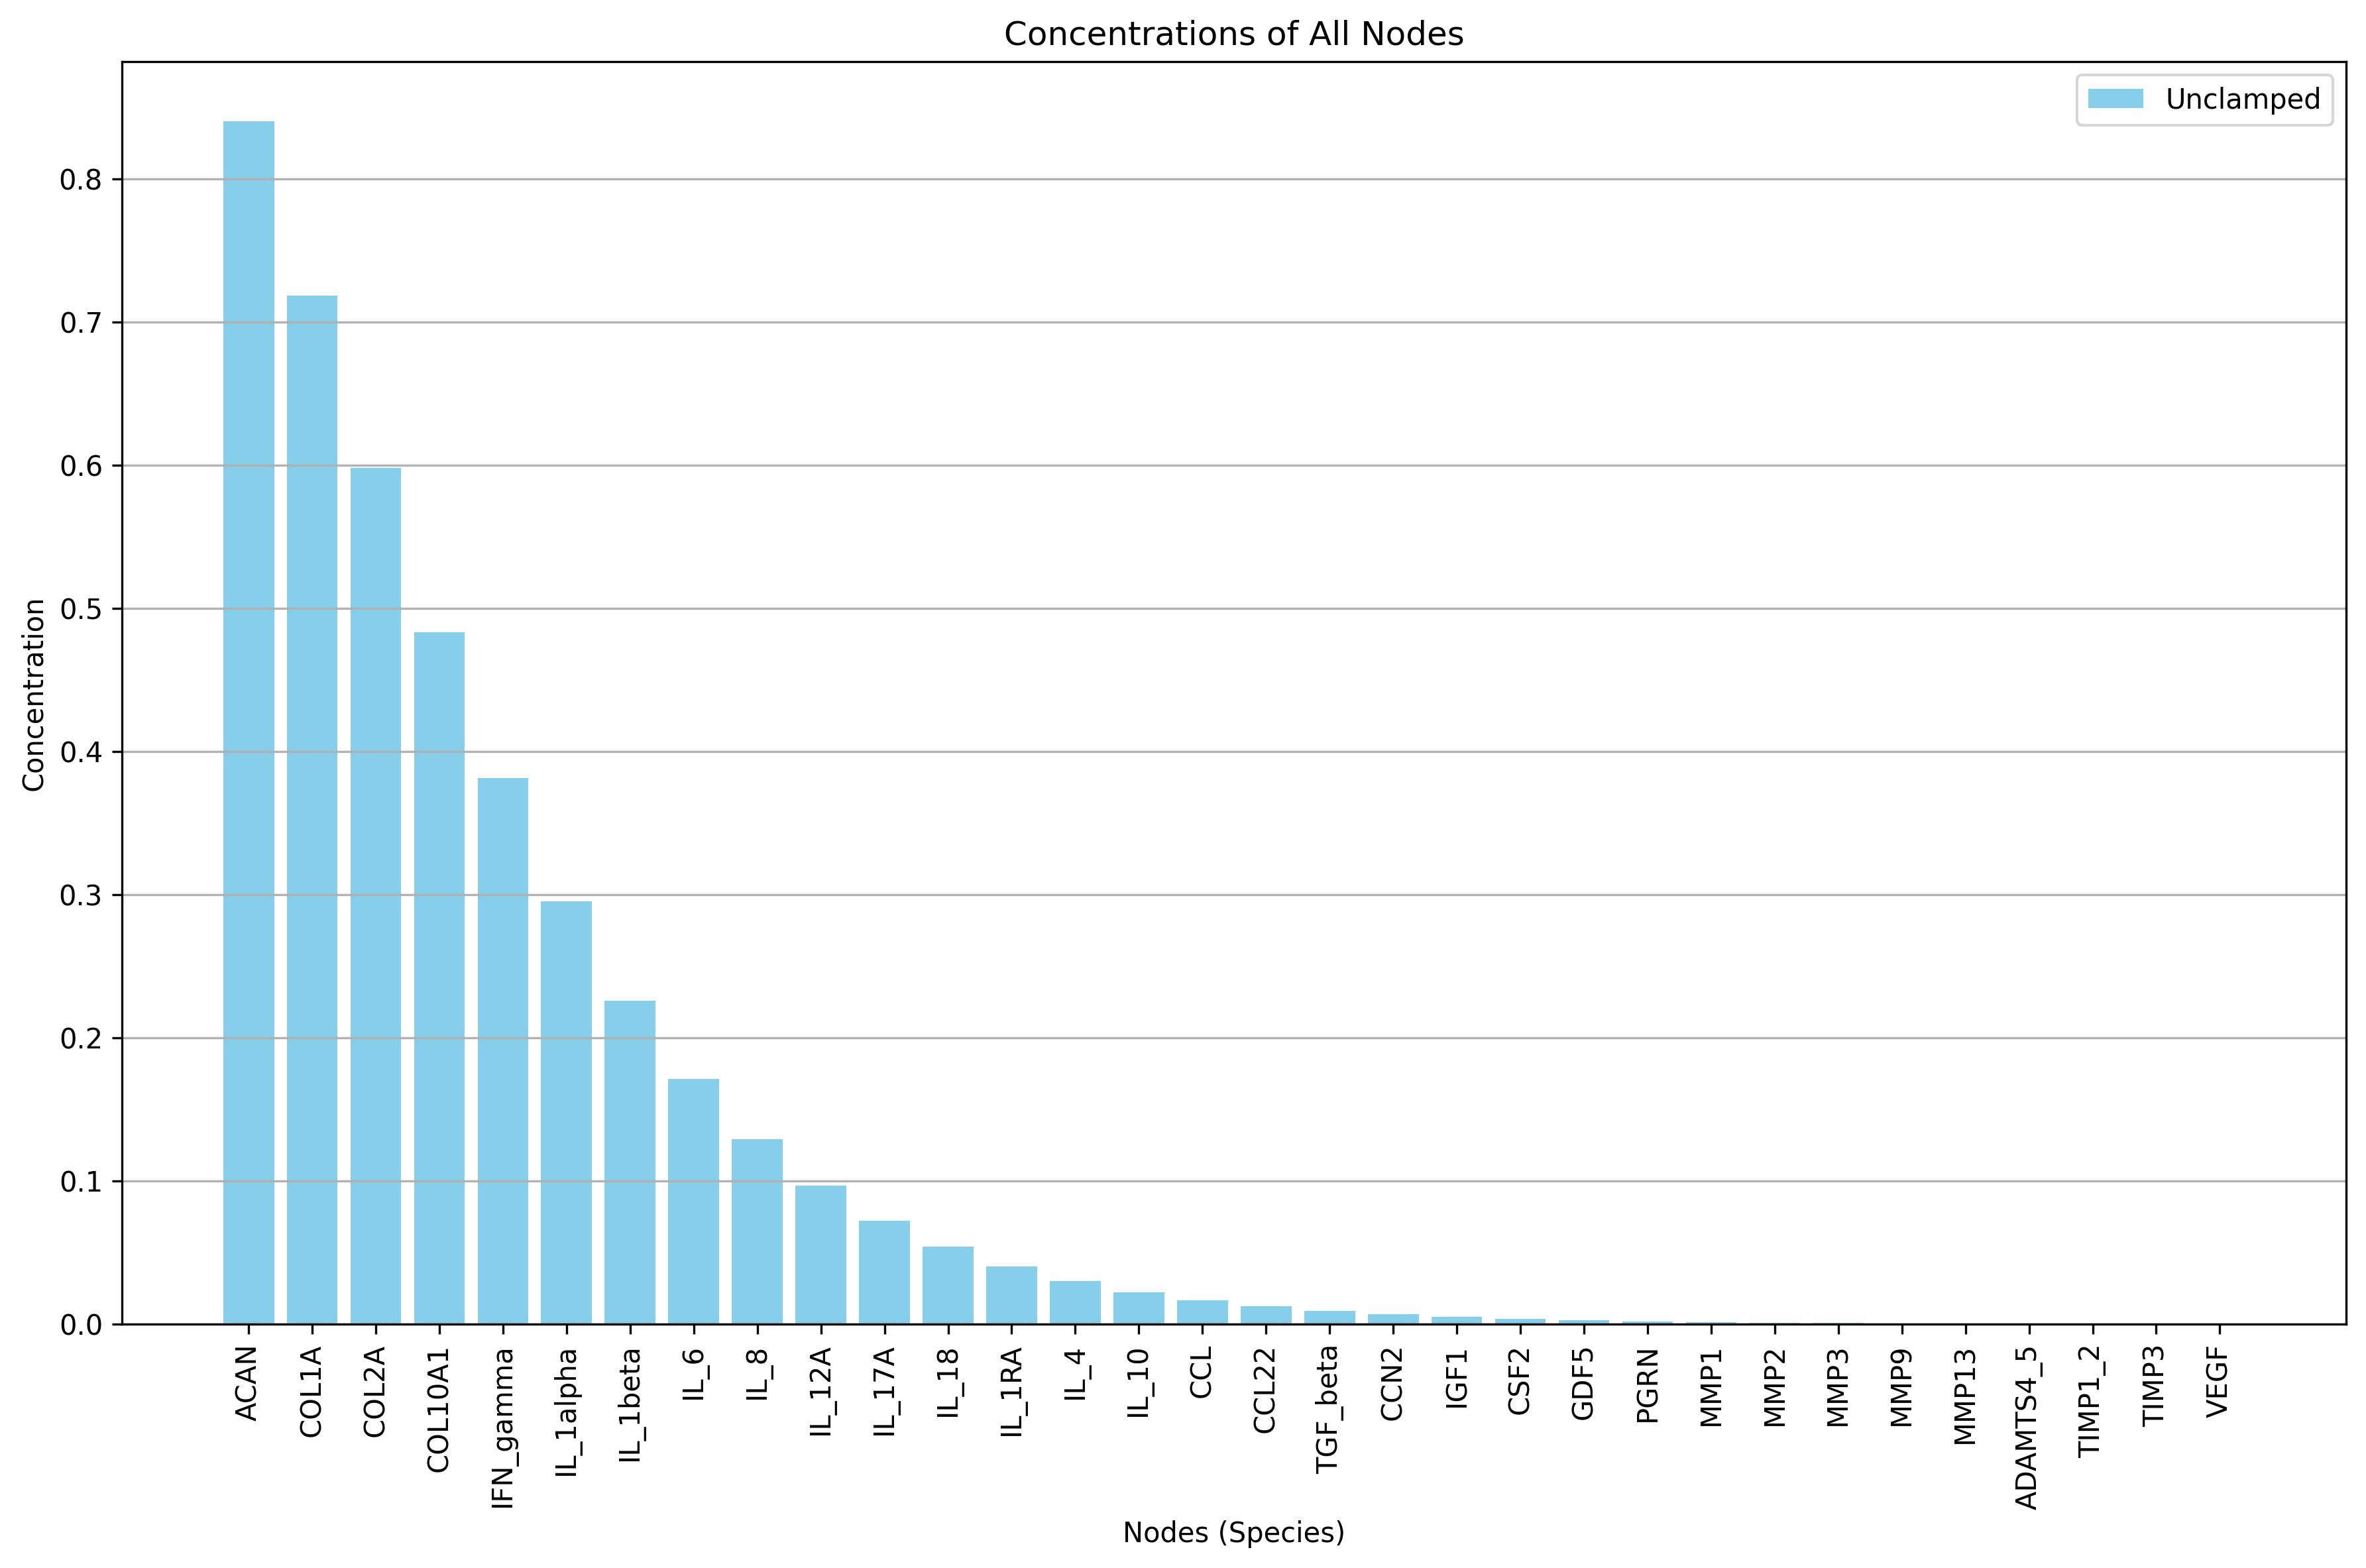 Concentrations of All Nodes
Unclamped
Concentration
0.8
0.7
0.6
0.5
0.4
0.3
0.2
0.1
0.0
ACAN
COL1A
COL2A
COL10A1
IFN_gamma
IL_1alpha
IL_1beta
IL_6
IL_8
IL_12A
IL_17A
IL_18
IL_1RA
IL_4
IL_10
CCL
CCL22
TGF_beta
CCN2
IGF1
CSF2
GDF5
PGRN
MMP1
MMP2
MMP3
MMP9
MMP13
ADAMTS4_5
TIMP1_2
TIMP3
VEGF
Nodes (Species)